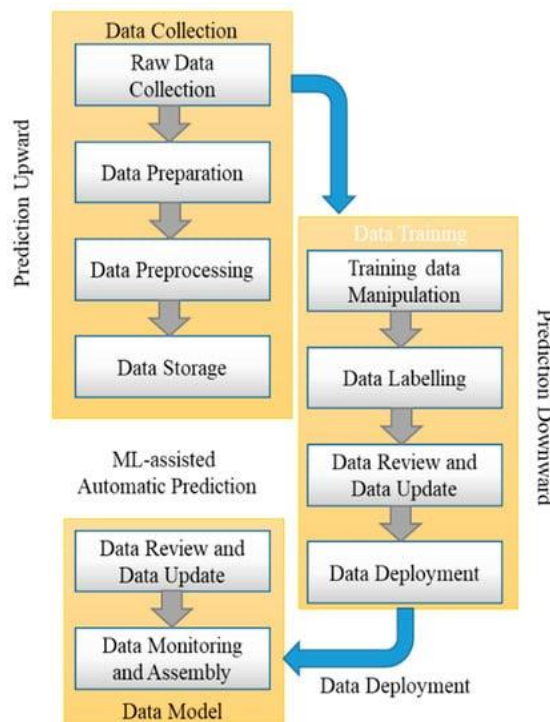 Data Collection
Raw Data
Collection
Data Preparation
Data Preprocessing
Data Storage
Prediction Upward
Data Training
Training data
Manipulation
Data Labelling
Data Review and
Data Update
Data Deployment
Prediction Downward
ML-assisted
Automatic Prediction
Data Review and
Data Update
Data Monitoring
and Assembly
Data Model
Data Deployment